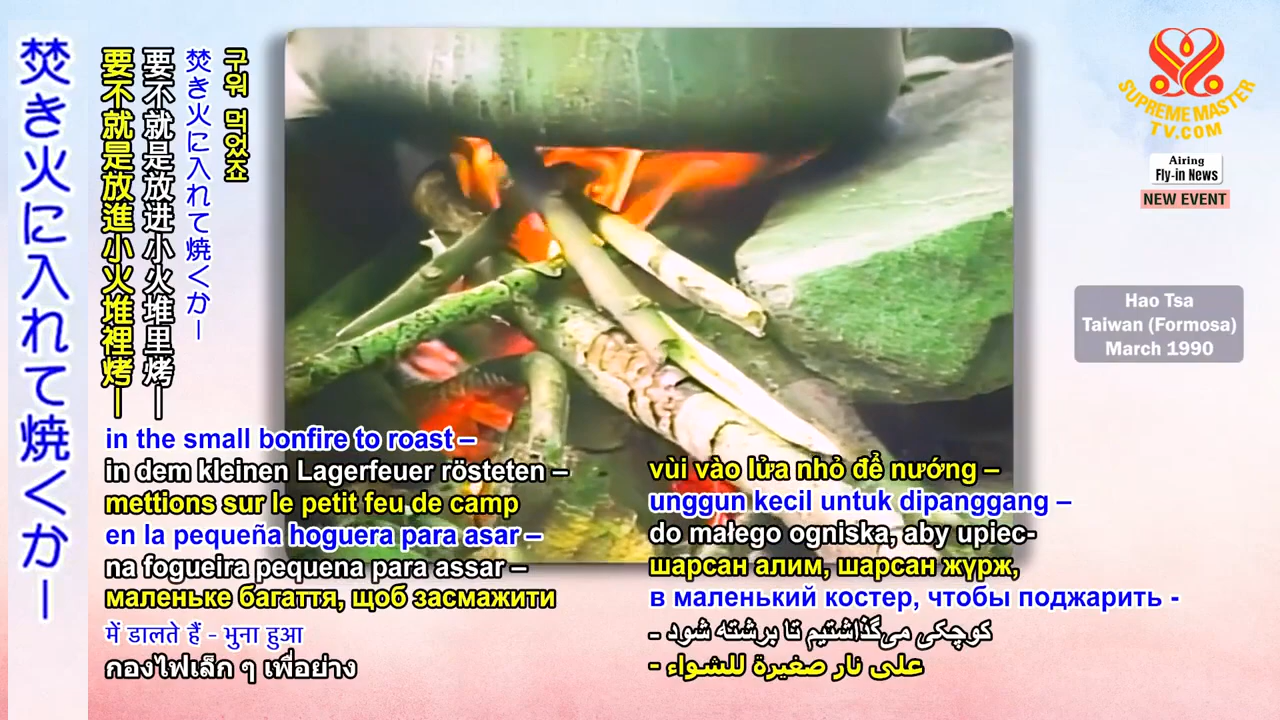 焚き火に入れて焼くか－
要不就是放進小火堆裡烤—
要不就是放进小火堆里烤—
焚き火に入れて焼くか－
구워 먹었죠
in the small bonfire to roast –
in dem kleinen Lagerfeuer rösteten –
mettions sur le petit feu de camp
en la pequeña hoguera para asar –
na fogueira pequena para assar –
маленьке багаття, щоб засмажити
में डालते हैं - भुना हुआ
กองไฟเล็ก ๆ เพื่อย่าง
vùi vào lửa nhỏ để nướng –
unggun kecil untuk dipanggang –
do małego ogniska, aby upiec-
шарсан алим, шарсан жүрж,
в маленький костер, чтобы поджарить -
کوچکی می‌گذاشتیم تا برشته شود -
على نار صغيرة للشواء -
SUPREME MASTER
TV.COM
Airing
Fly-in News
NEW EVENT
Hao Tsa
Taiwan (Formosa)
March 1990